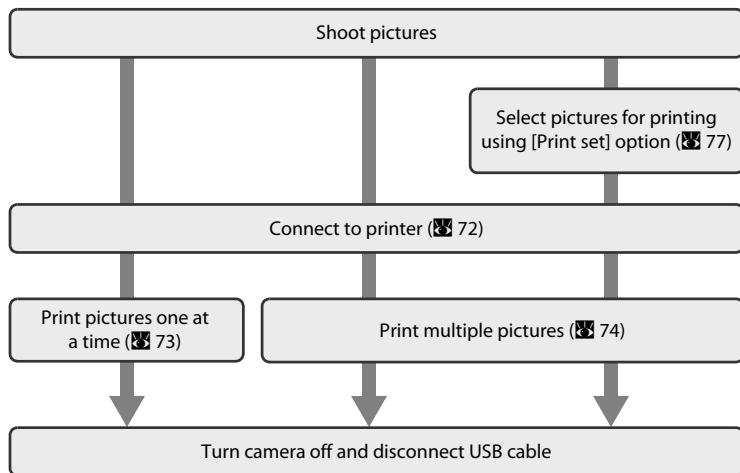 Shoot pictures
Select pictures for printing
using [Print set] option (77)
Connect to printer (72)
Print pictures one at
a time (73)
Print multiple pictures (74)
Turn camera off and disconnect USB cable